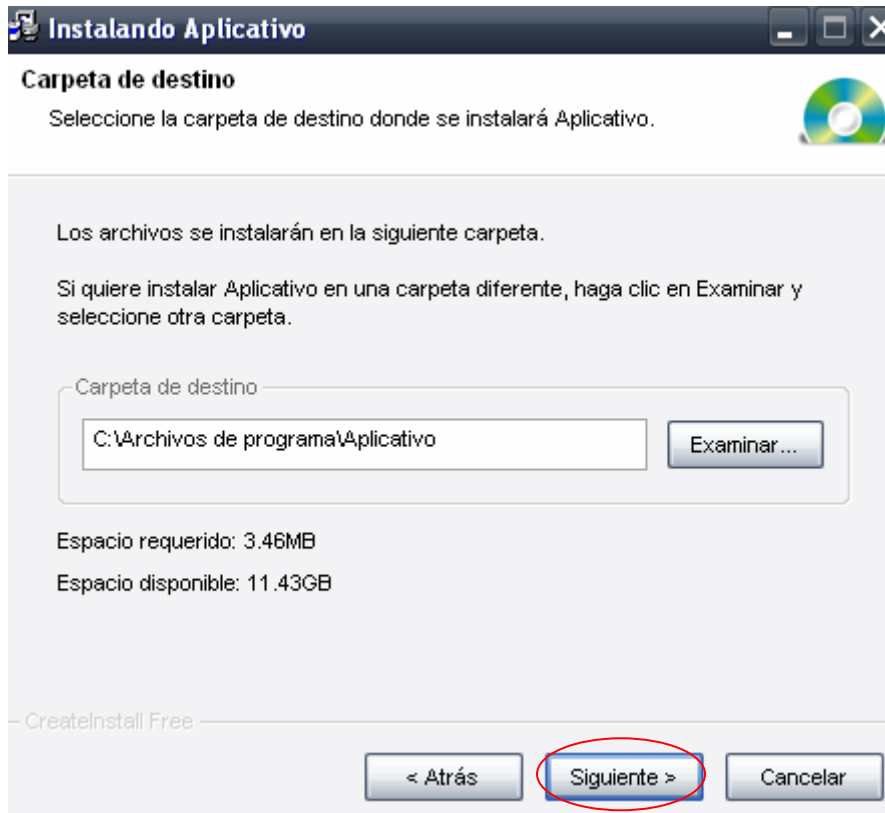 Instalando Aplicativo
Carpeta de destino
Seleccione la carpeta de destino donde se instalará Aplicativo.
Los archivos se instalarán en la siguiente carpeta.
Si quiere instalar Aplicativo en una carpeta diferente, haga clic en Examinar y
seleccione otra carpeta.
Carpeta de destino
C:\Archivos de programa\Aplicativo
Examinar...
Espacio requerido: 3.46MB
Espacio disponible: 11.43GB
CreateInstall Free
< Atrás
Siguiente >
Cancelar